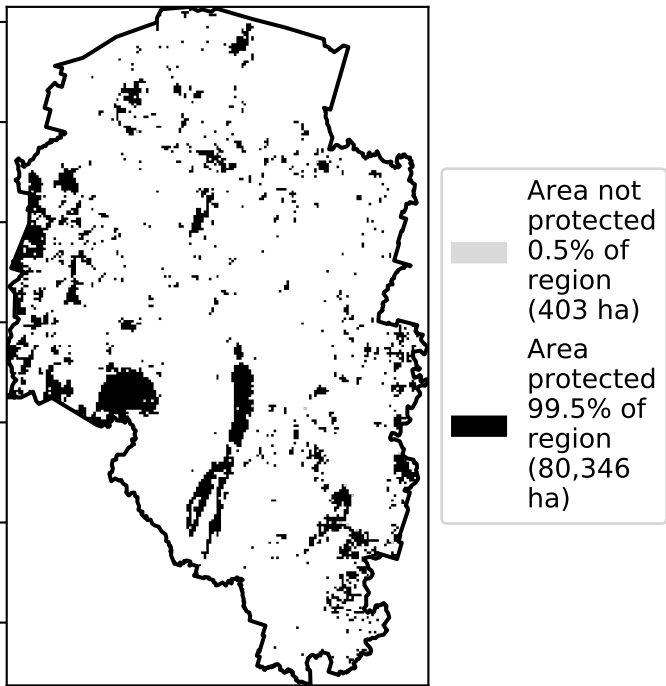 Area not
protected
0.5% of
region
(403 ha)
Area
protected
99.5% of
region
(80,346
ha)